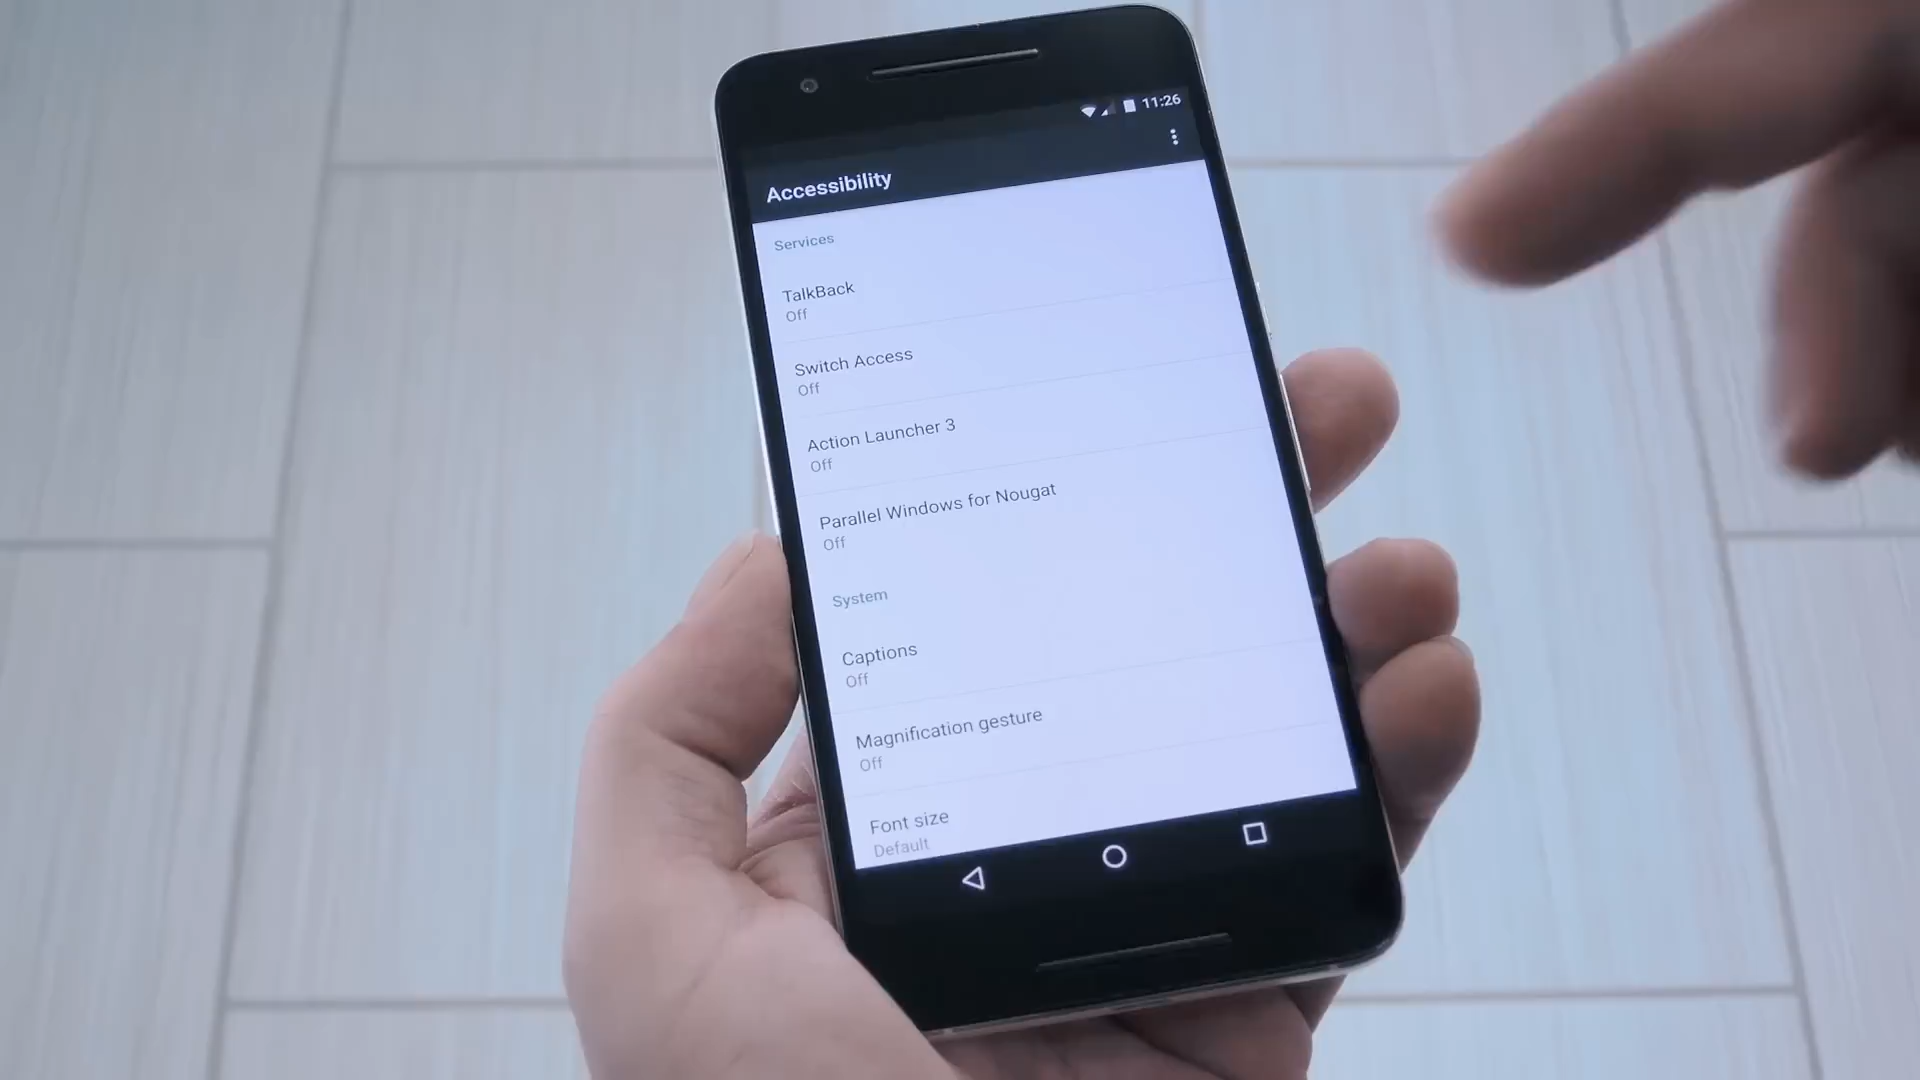 11:26
Accessibility
Services
TalkBack
Off
Switch Access
Off
Action Launcher 3
Off
Parallel Windows for Nougat
Off
System
Captions
Off
Magnification gesture
Off
Font size
Default